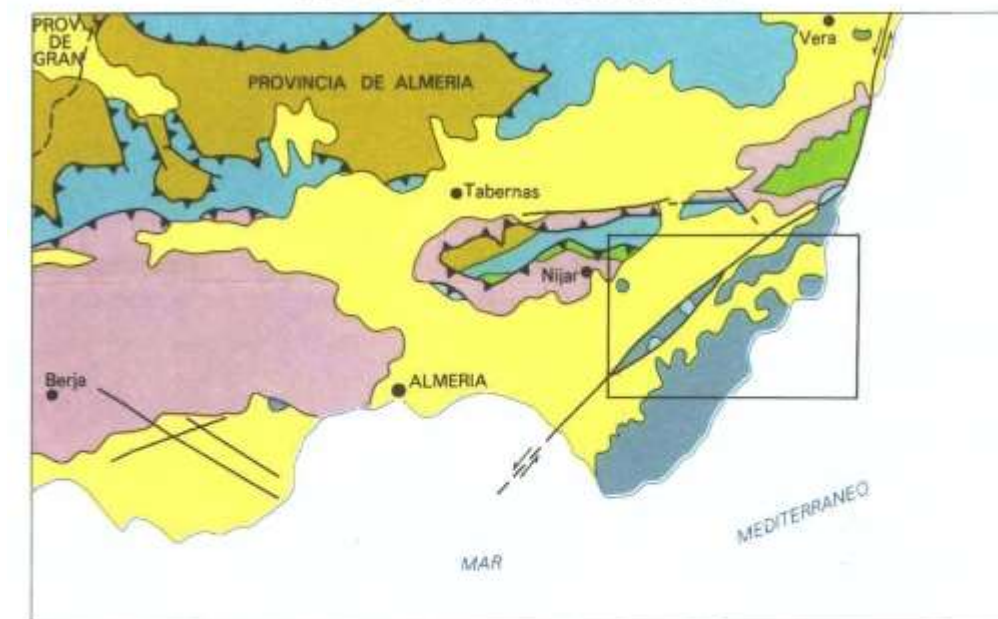 PROV.
DE
GRAN
PROVINCIA DE ALMERIA
Vera
Tabernas
Nijar
Berja
ALMERIA
MEDITERRANEO
MAR